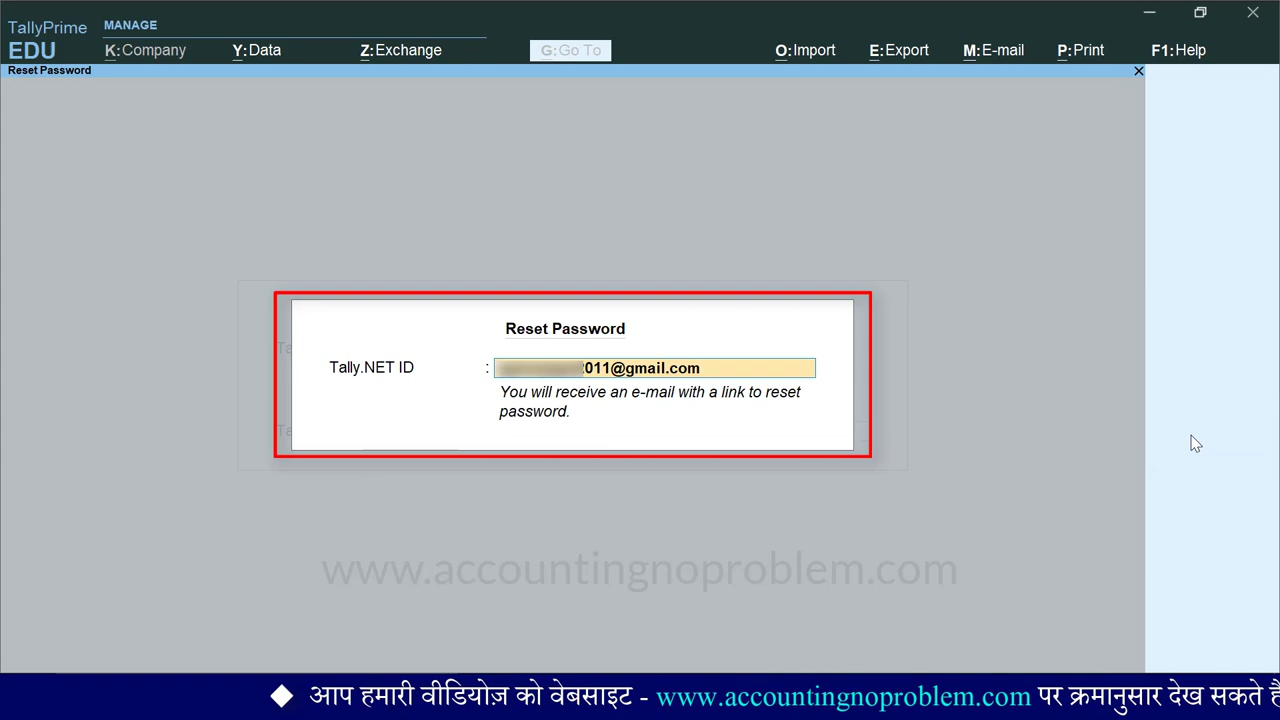 TallyPrime
EDU
MANAGE
K:Company Y:Data Z:Exchange G:Go To O:Import E:Export M:E-mail P:Print F1:Help
Reset Password
Reset Password
Tally.NET ID : 011@gmail.com
You will receive an e-mail with a link to reset
password.
www.accountingnoproblem.com
◆ आप हमारी वीडियोज़ को वेबसाइट - www.accountingnoproblem.com पर क्रमानुसार देख सकते हैं